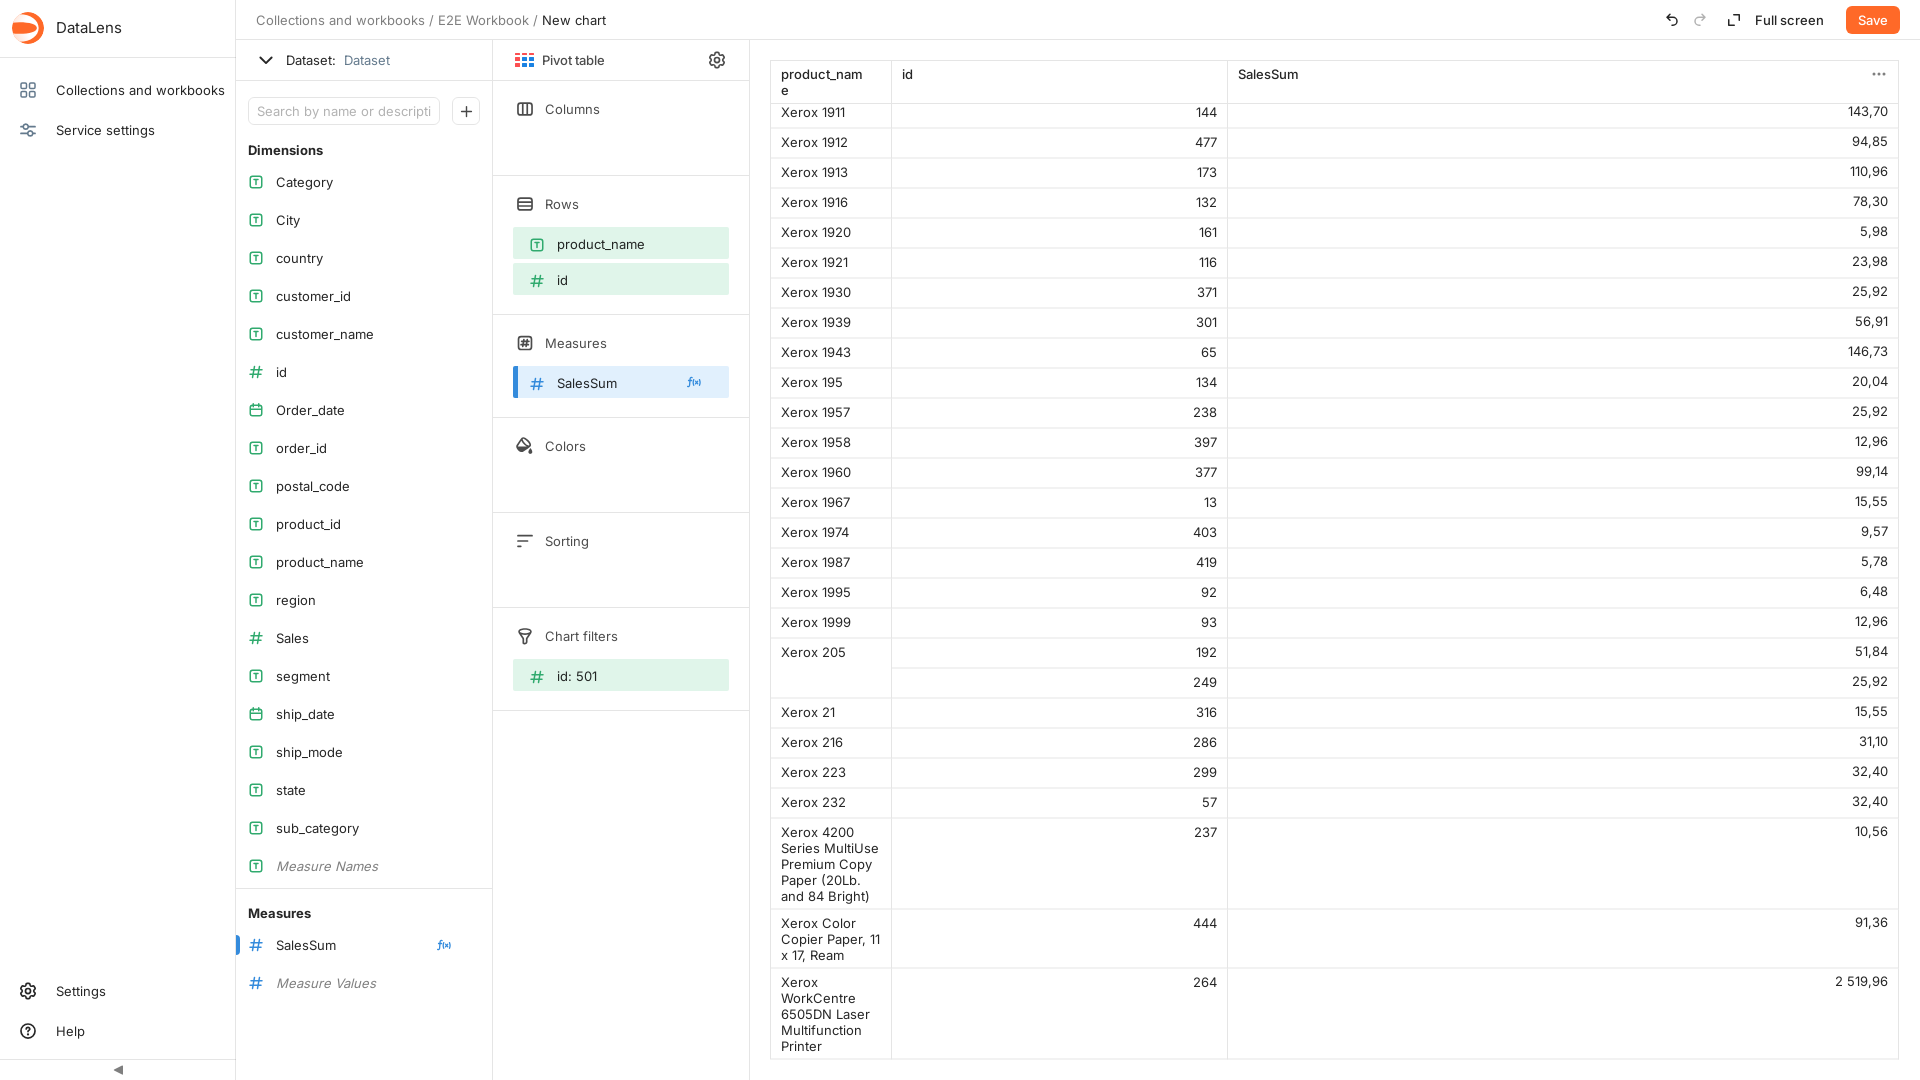 DataLens
Collections and workbooks
Service settings
Settings
Help
Collections and workbooks / E2E Workbook / New chart
Full screen
Save
Dataset: Dataset
Search by name or descripti
Dimensions
Category
City
country
customer_id
customer_name
id
Order_date
order_id
postal_code
product_id
product_name
region
Sales
segment
ship_date
ship_mode
state
sub_category
Measure Names
Measures
SalesSum
Measure Values
Pivot table
Columns
Rows
product_name
id
Measures
SalesSum
Colors
Sorting
Chart filters
id: 501
product_nam
e
id
SalesSum
Xerox 1911 144 143,70
Xerox 1912 477 94,85
Xerox 1913 173 110,96
Xerox 1916 132 78,30
Xerox 1920 161 5,98
Xerox 1921 116 23,98
Xerox 1930 371 25,92
Xerox 1939 301 56,91
Xerox 1943 65 146,73
Xerox 195 134 20,04
Xerox 1957 238 25,92
Xerox 1958 397 12,96
Xerox 1960 377 99,14
Xerox 1967 13 15,55
Xerox 1974 403 9,57
Xerox 1987 419 5,78
Xerox 1995 92 6,48
Xerox 1999 93 12,96
Xerox 205 192 51,84
249 25,92
Xerox 21 316 15,55
Xerox 216 286 31,10
Xerox 223 299 32,40
Xerox 232 57 32,40
Xerox 4200 237 10,56
Series MultiUse
Premium Copy
Paper (20Lb.
and 84 Bright)
Xerox Color 444 91,36
Copier Paper, 11
x 17, Ream
Xerox 264 2 519,96
WorkCentre
6505DN Laser
Multifunction
Printer